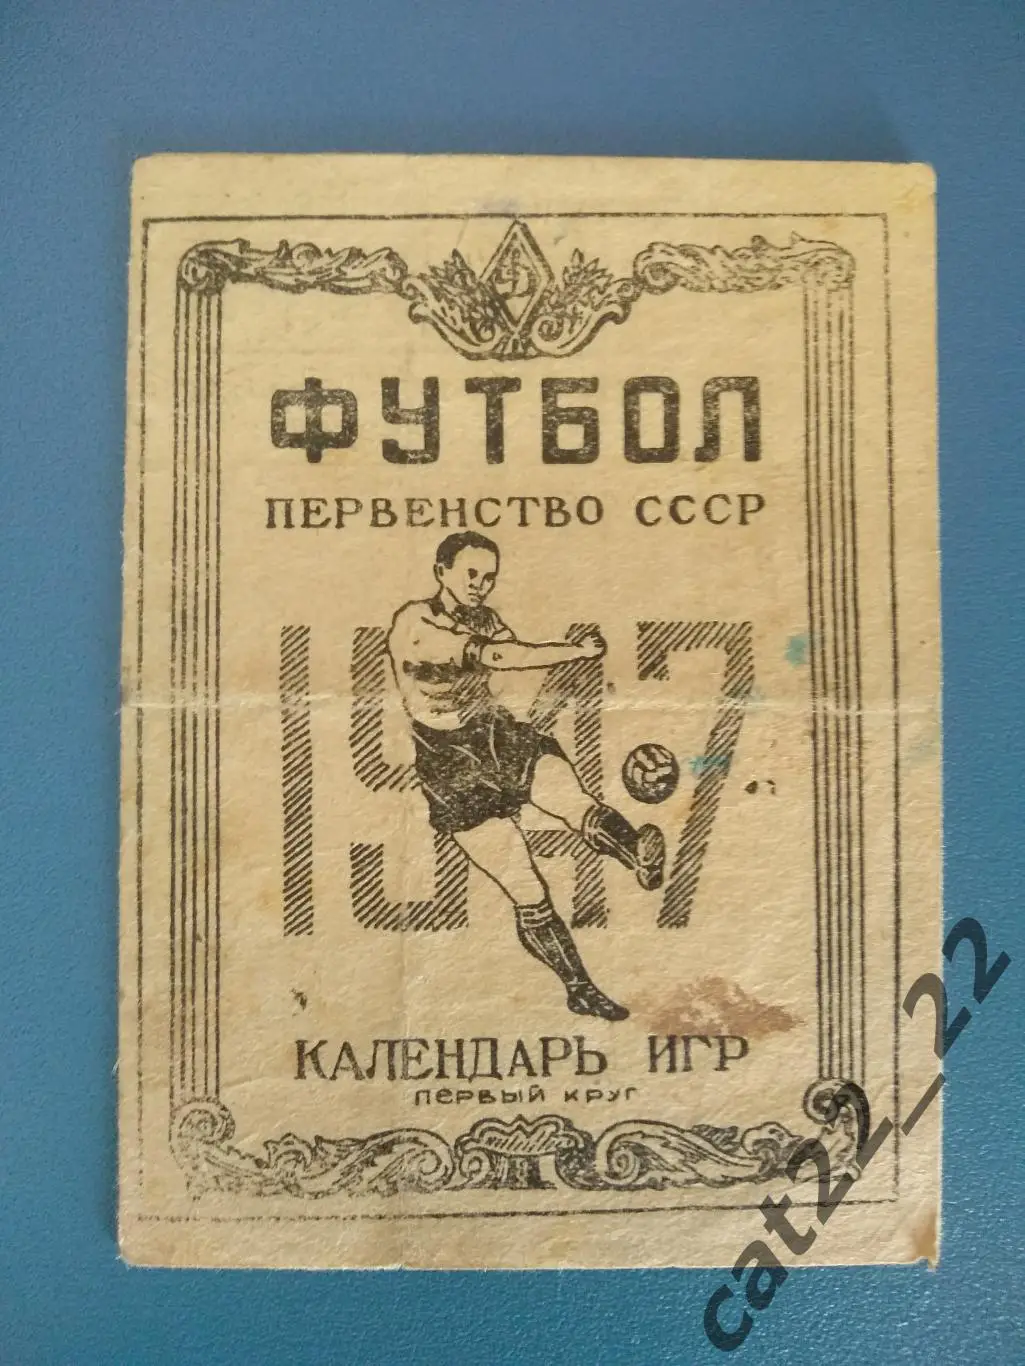 Д
ФУТБОЛ
ПЕРВЕНСТВО СССР
1947
КАЛЕНДАРЬ ИГР
ПЕРВЫЙ КРУГ
cat22_22